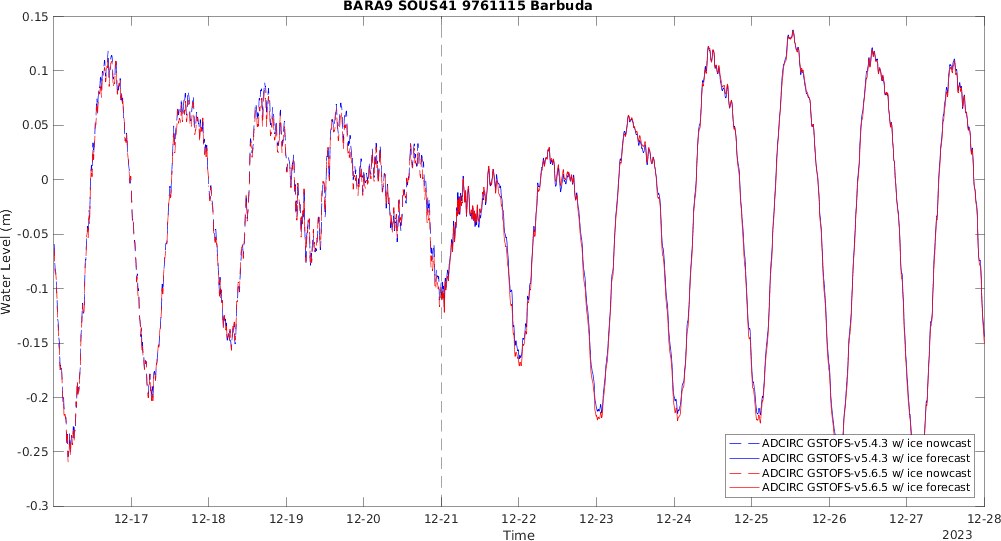 BARA9 SOUS41 9761115 Barbuda
0.15
0.1
0.05
0
-0.05
-0.1
-0.15
-0.2
-0.25
-0.3
Water Level (m)
ADCIRC GSTOFS-v5.4.3 w/ ice nowcast
ADCIRC GSTOFS-v5.4.3 w/ ice forecast
ADCIRC GSTOFS-v5.6.5 w/ ice nowcast
ADCIRC GSTOFS-v5.6.5 w/ ice forecast
12-17 12-18 12-19 12-20 12-21 12-22 12-23 12-24 12-25 12-26 12-27 12-28
Time
2023